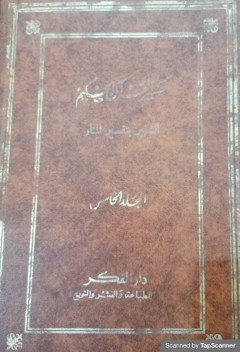 تفسير القرآن الحكيم
الشهير بتفسير المنار
المجلد الخامس
دار الفكر
للطباعة والنشر والتوزيع
Scanned by TapScanner